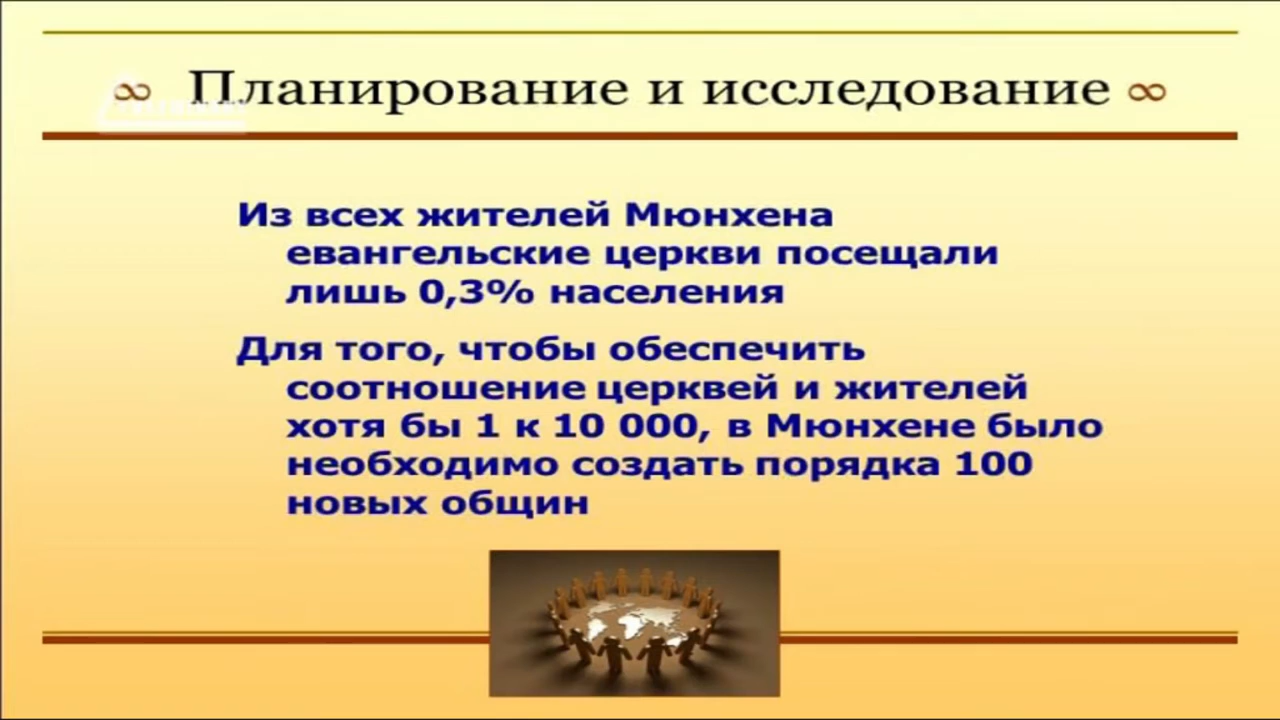 ∞ Планирование и исследование ∞
Из всех жителей Мюнхена
евангельские церкви посещали
лишь 0,3% населения
Для того, чтобы обеспечить
соотношение церквей и жителей
хотя бы 1 к 10 000, в Мюнхене было
необходимо создать порядка 100
новых общин